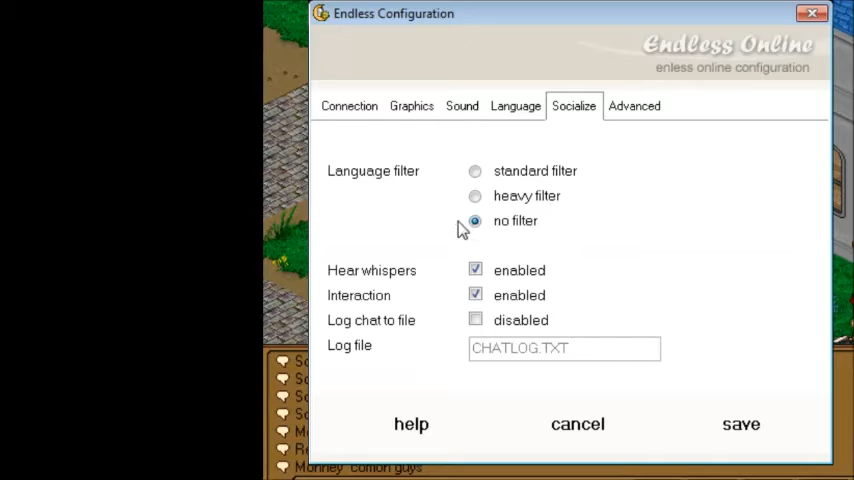 Endless Configuration
Endless Online
enless online configuration
Connection Graphics Sound Language Socialize Advanced
Language filter standard filter
heavy filter
no filter
Hear whispers enabled
Interaction enabled
Log chat to file disabled
Log file CHATLOG.TXT
help cancel save
comon guys